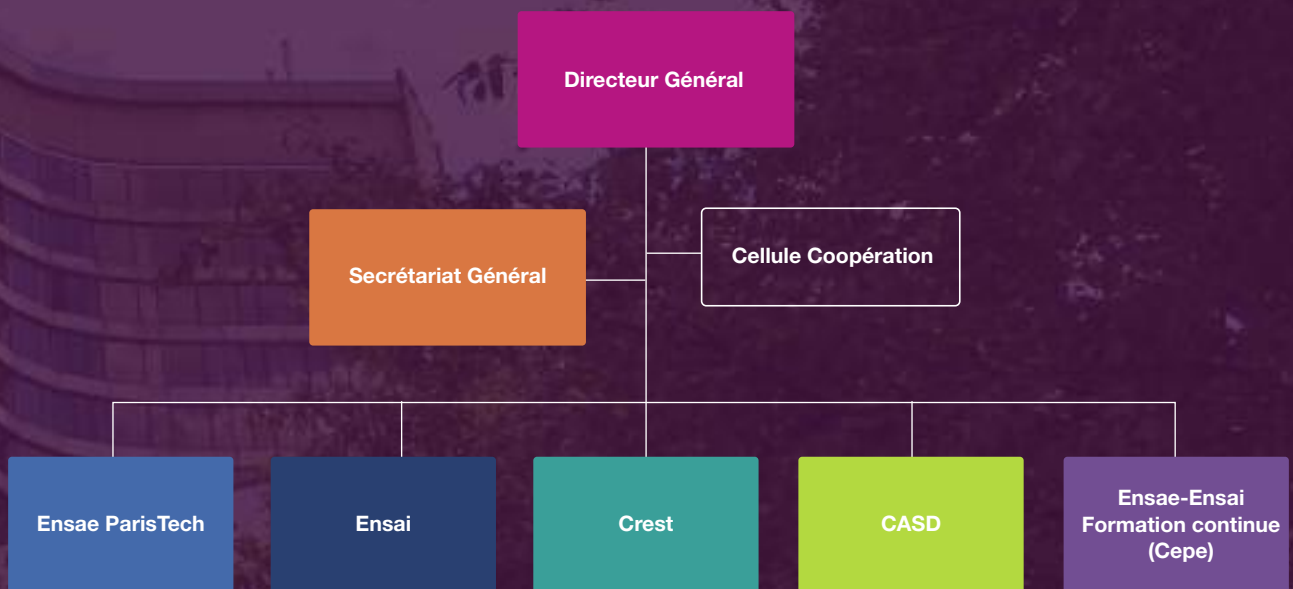 Directeur Général
Secrétariat Général
Cellule Coopération
Ensae ParisTech
Ensai
Crest
CASD
Ensae-Ensai
Formation continue
(Cepe)